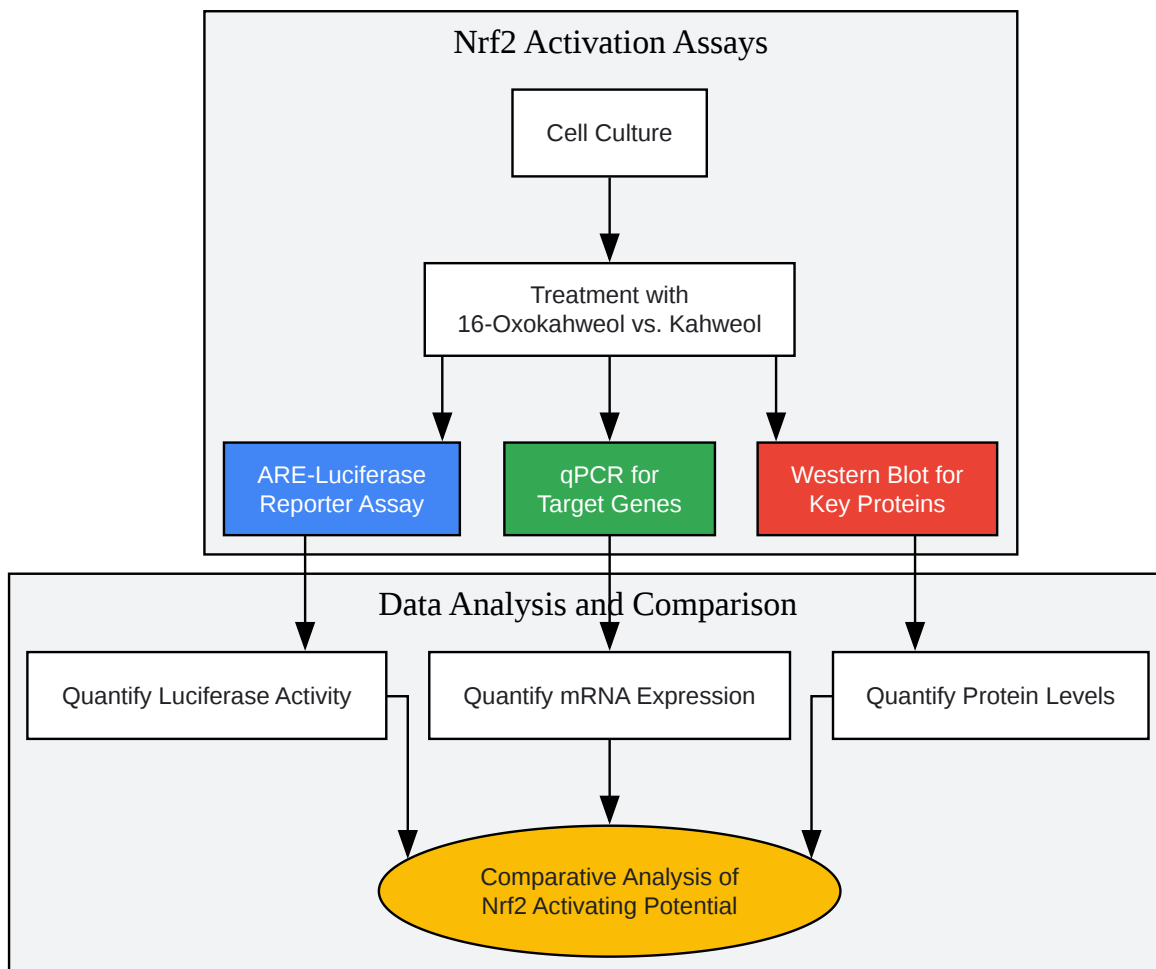 Nrf2 Activation Assays
Cell Culture
Treatment with
16-Oxokahweol vs. Kahweol
ARE-Luciferase
Reporter Assay
qPCR for
Target Genes
Western Blot for
Key Proteins
Data Analysis and Comparison
Quantify Luciferase Activity
Quantify mRNA Expression
Quantify Protein Levels
Comparative Analysis of
Nrf2 Activating Potential